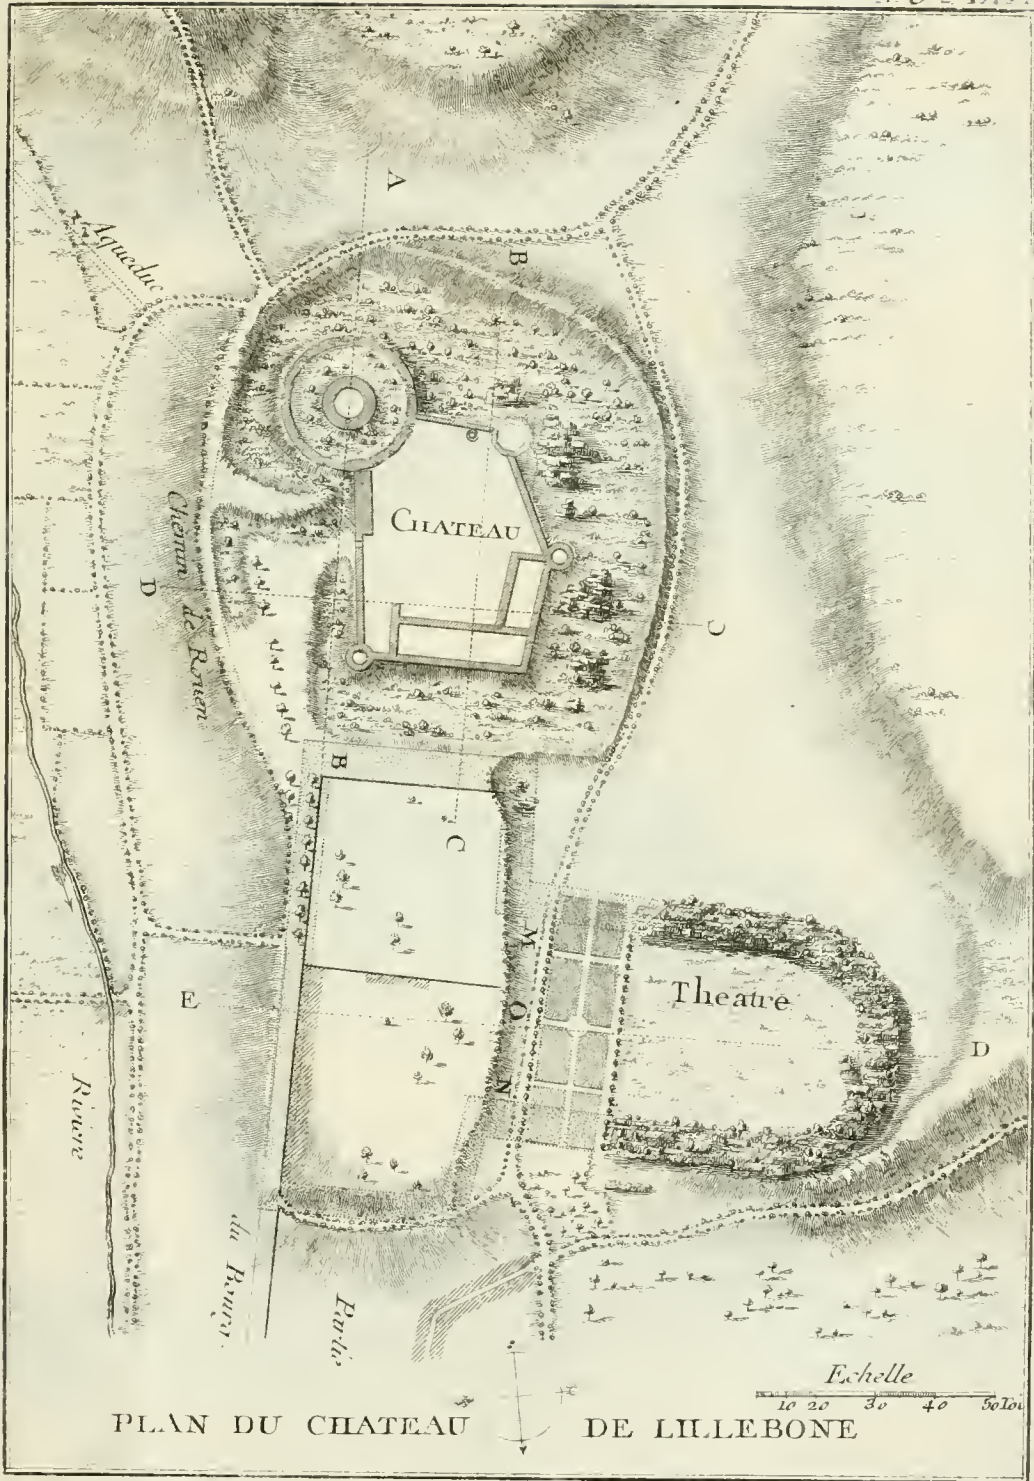 A
B
Aqueduc
CHATEAU
Chemin de Rouen
D
C
B
C
M
O
N
Theatre
E
D
Riviere
Partie
du Bourg.
Echelle
10 20 30 40 50 Toi
PLAN DU CHATEAU DE LILLEBONE